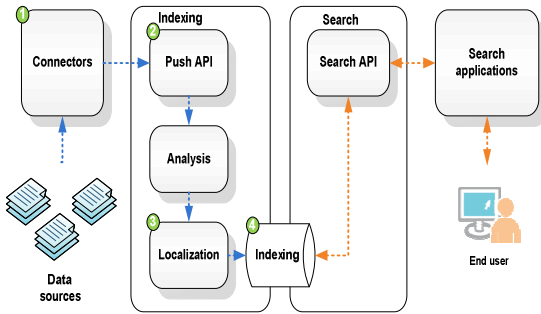 Indexing
Search
1
Connectors
2
Push API
Search API
Search
applications
Analysis
3
Localization
4
Indexing
Data
sources
End user